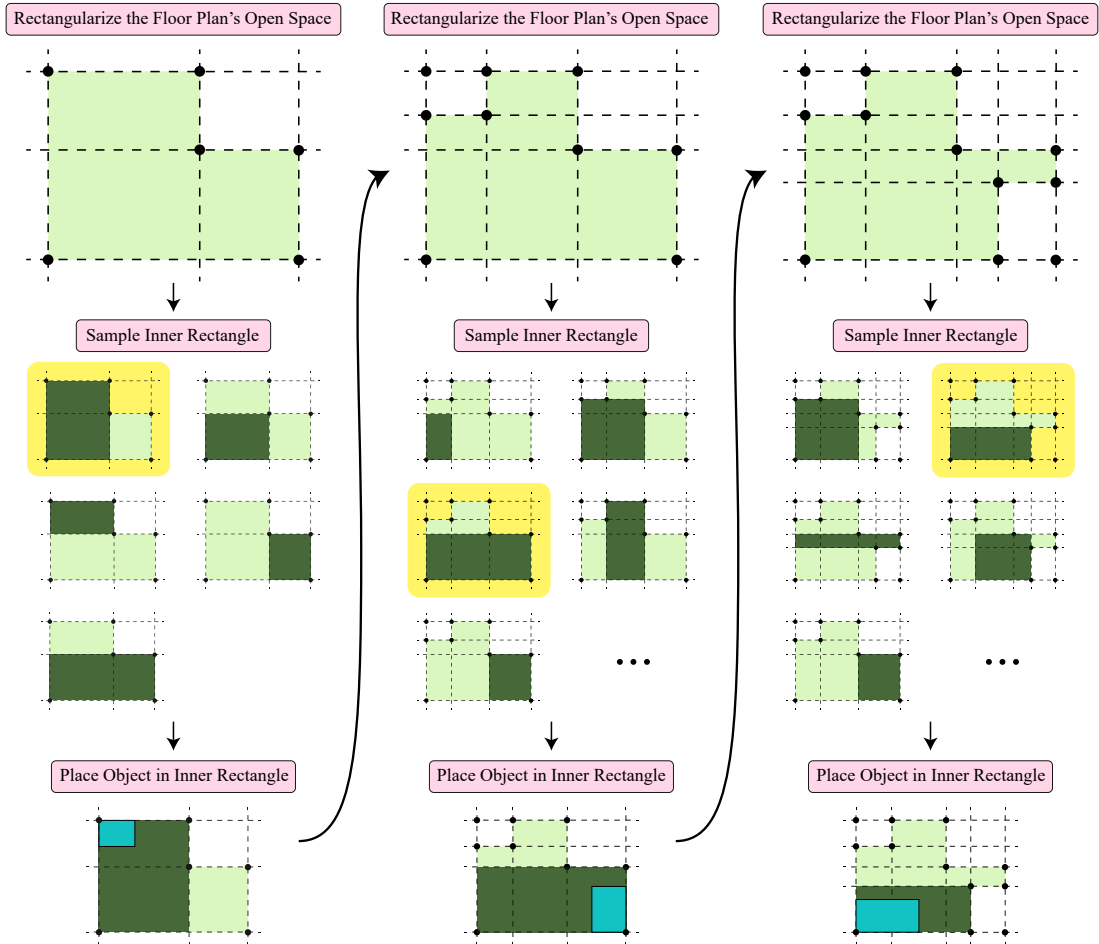 Rectangularize the Floor Plan’s Open Space
Rectangularize the Floor Plan’s Open Space
Rectangularize the Floor Plan’s Open Space
Sample Inner Rectangle
Sample Inner Rectangle
Sample Inner Rectangle
Place Object in Inner Rectangle
Place Object in Inner Rectangle
Place Object in Inner Rectangle